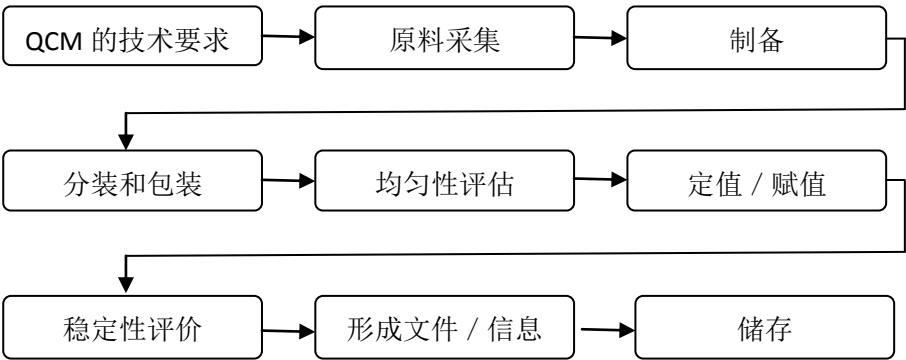 QCM 的技术要求
原料采集
制备
分装和包装
均匀性评估
定值 / 赋值
稳定性评价
形成文件 / 信息
储存